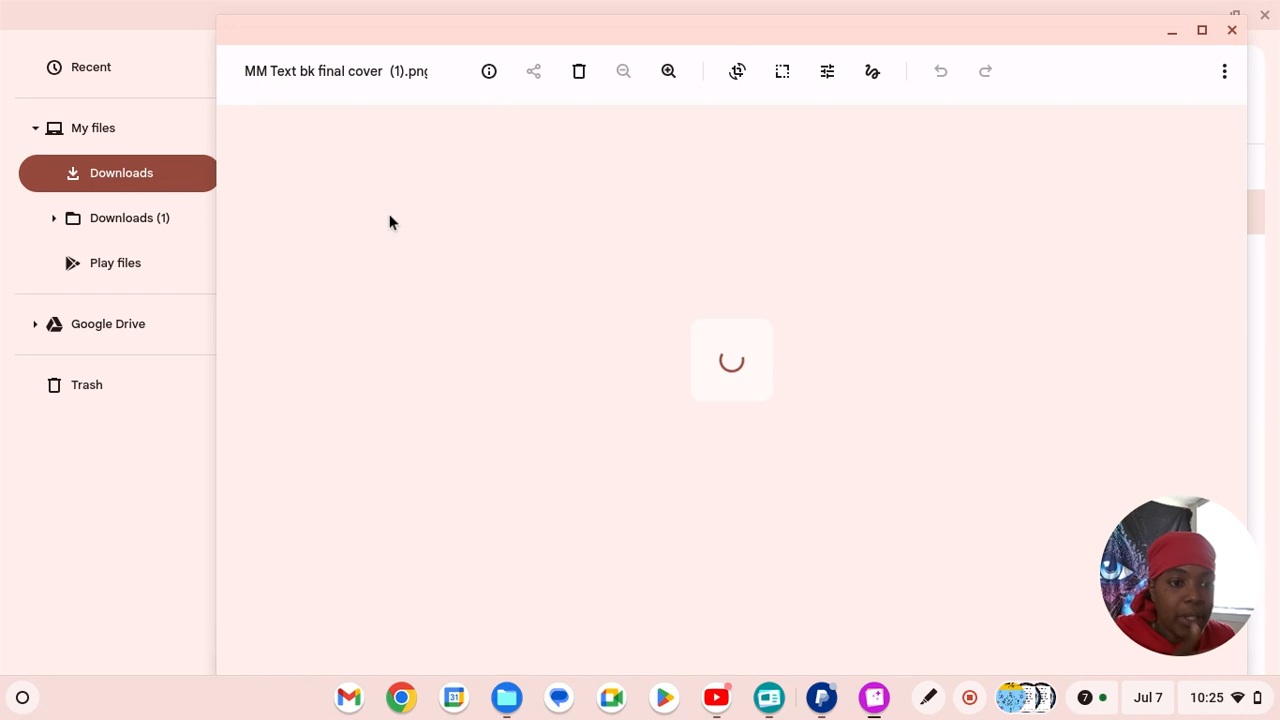 MM Text bk final cover (1).png
Recent
My files
Downloads
Downloads (1)
Play files
Google Drive
Trash
31
7
Jul 7
10:25